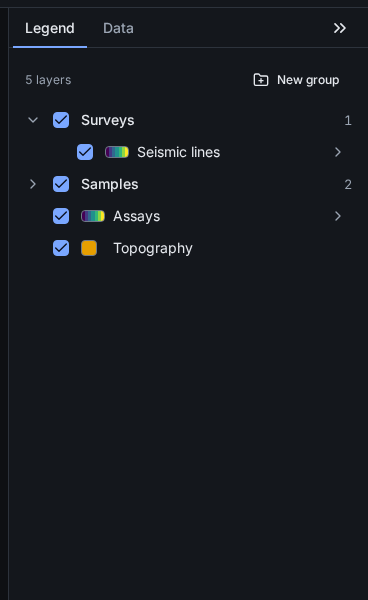 Legend Data
5 layers New group
Surveys 1
Seismic lines
Samples 2
Assays
Topography